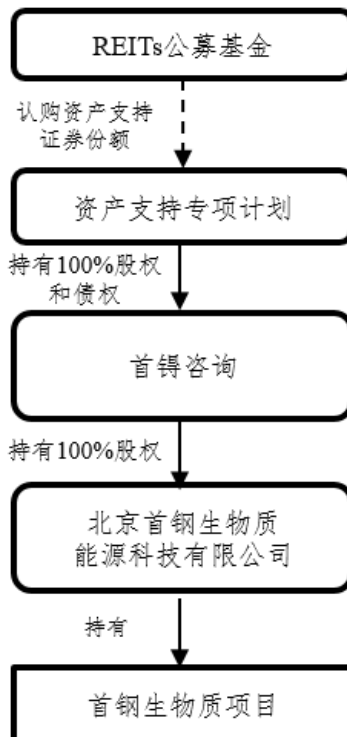 REITs公募基金
认购资产支持
证券份额
资产支持专项计划
持有100%股权
和债权
首锝咨询
持有100%股权
北京首钢生物质
能源科技有限公司
持有
首钢生物质项目